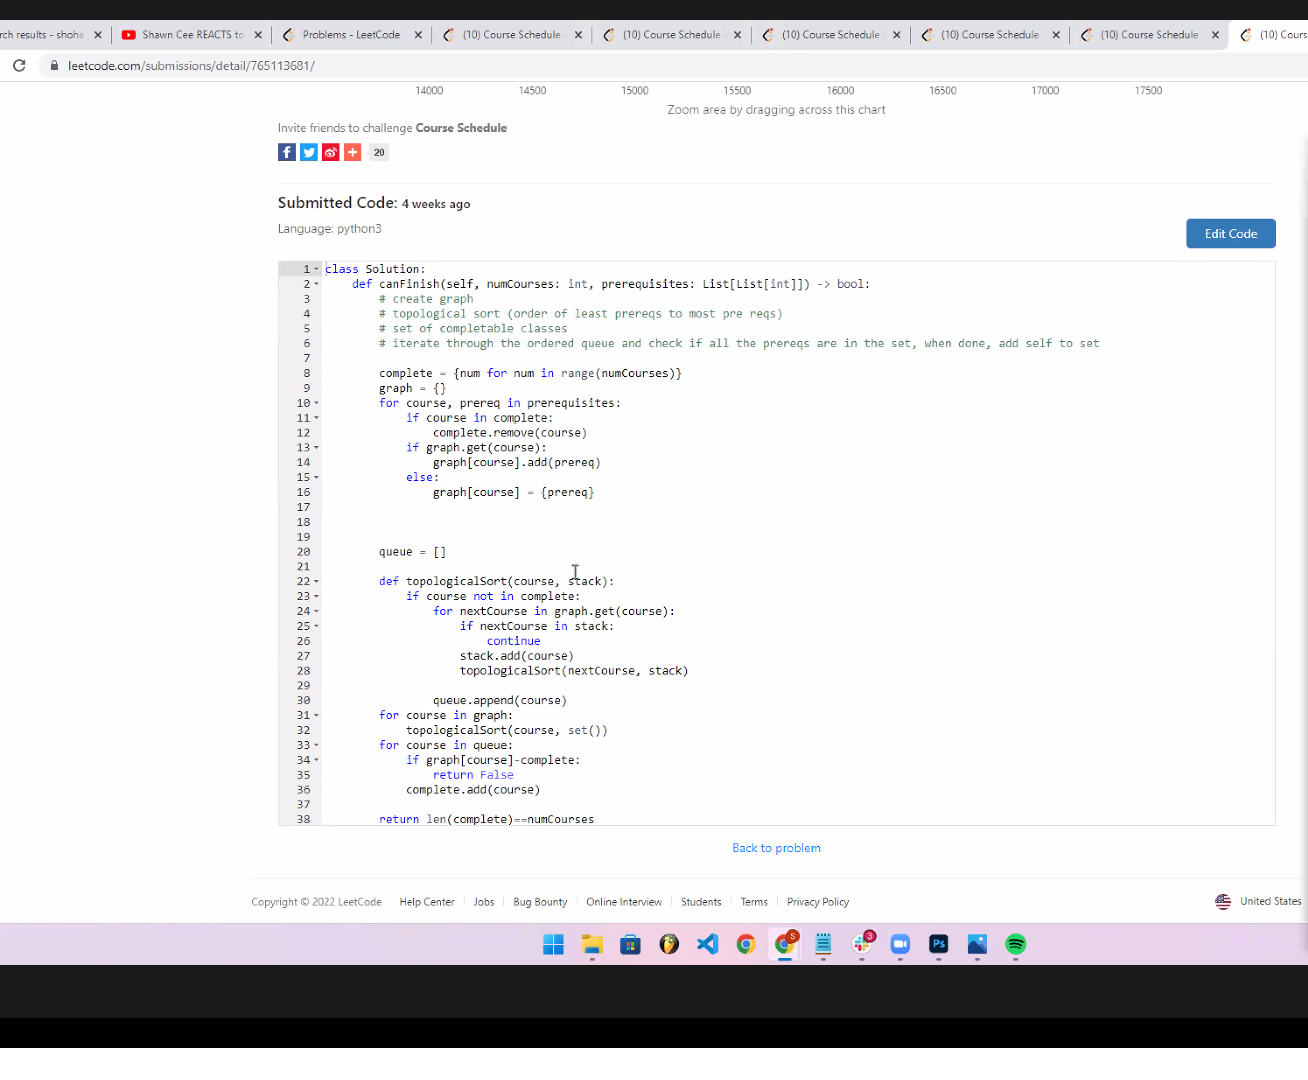 rch results - shoha
Shawn Cee REACTS to
Problems - LeetCode
(10) Course Schedule -
(10) Course Schedule -
(10) Course Schedule -
(10) Course Schedule -
(10) Course Schedule -
(10) Cours
leetcode.com/submissions/detail/765113681/
14000 14500 15000 15500 16000 16500 17000 17500
Zoom area by dragging across this chart
Invite friends to challenge Course Schedule
20
Submitted Code: 4 weeks ago
Language: python3
Edit Code
1 class Solution:
2     def canFinish(self, numCourses: int, prerequisites: List[List[int]]) -> bool:
3         # create graph
4         # topological sort (order of least prereqs to most pre reqs)
5         # set of completable classes
6         # iterate through the ordered queue and check if all the prereqs are in the set, when done, add self to set
7
8         complete = {num for num in range(numCourses)}
9         graph = {}
10         for course, prereq in prerequisites:
11             if course in complete:
12                 complete.remove(course)
13             if graph.get(course):
14                 graph[course].add(prereq)
15             else:
16                 graph[course] = {prereq}
17
18
19
20         queue = []
21
22         def topologicalSort(course, stack):
23             if course not in complete:
24                 for nextCourse in graph.get(course):
25                     if nextCourse in stack:
26                         continue
27                     stack.add(course)
28                     topologicalSort(nextCourse, stack)
29
30                 queue.append(course)
31         for course in graph:
32             topologicalSort(course, set())
33         for course in queue:
34             if graph[course]-complete:
35                 return False
36             complete.add(course)
37
38         return len(complete)==numCourses
Back to problem
Copyright © 2022 LeetCode Help Center Jobs Bug Bounty Online Interview Students Terms Privacy Policy
United States
S
3
Ps